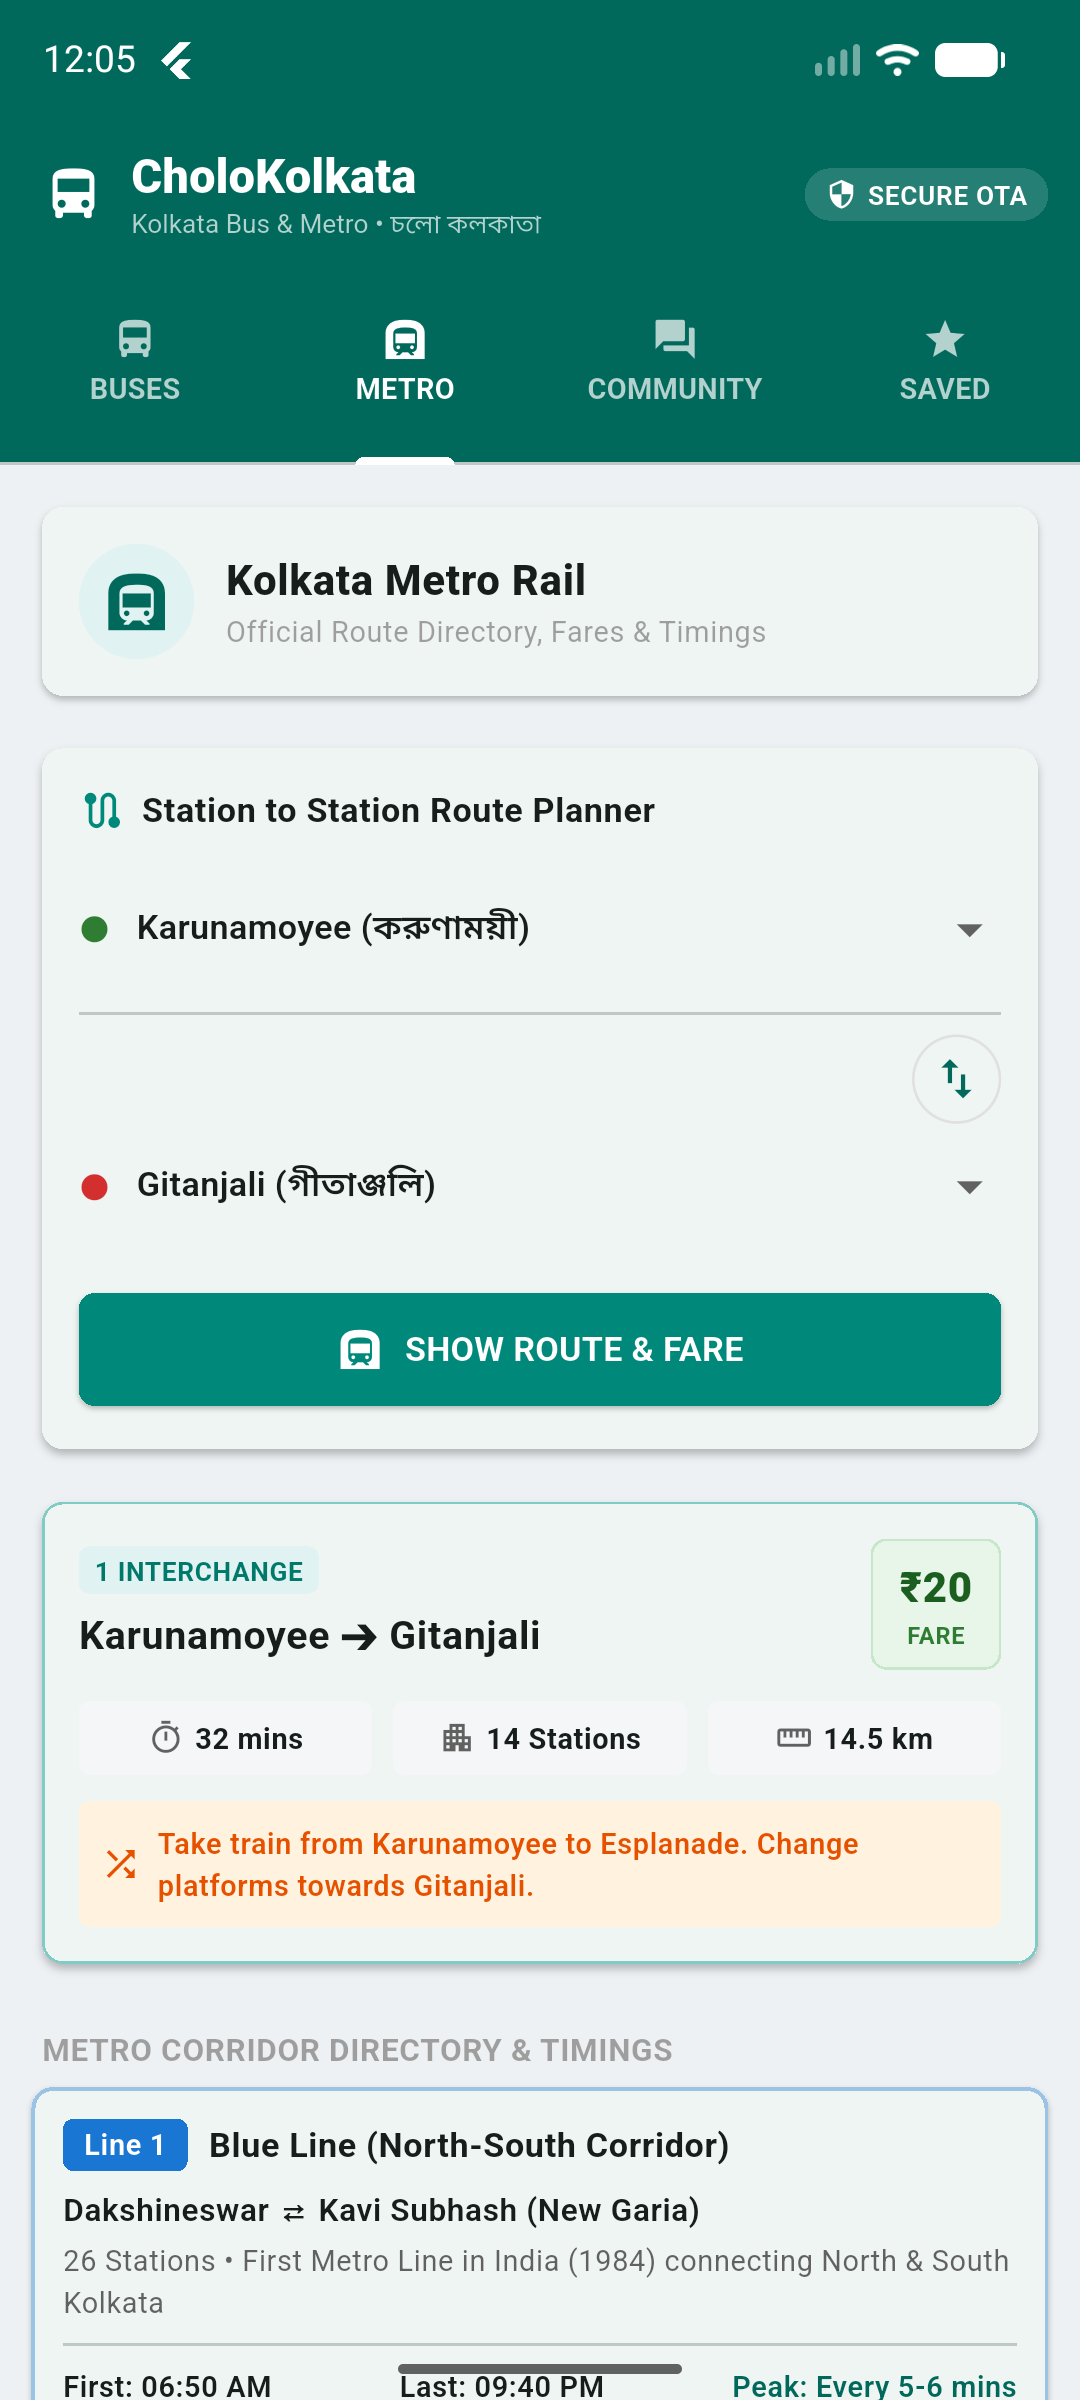 12:05
CholoKolkata
Kolkata Bus & Metro • চলো কলকাতা
SECURE OTA
BUSES
METRO
COMMUNITY
SAVED
Kolkata Metro Rail
Official Route Directory, Fares & Timings
Station to Station Route Planner
Karunamoyee (করুণাময়ী)
Gitanjali (গীতাঞ্জলি)
SHOW ROUTE & FARE
1 INTERCHANGE
Karunamoyee ➔ Gitanjali
₹20
FARE
32 mins
14 Stations
14.5 km
Take train from Karunamoyee to Esplanade. Change
platforms towards Gitanjali.
METRO CORRIDOR DIRECTORY & TIMINGS
Line 1
Blue Line (North-South Corridor)
Dakshineswar ⇄ Kavi Subhash (New Garia)
26 Stations • First Metro Line in India (1984) connecting North & South
Kolkata
First: 06:50 AM
Last: 09:40 PM
Peak: Every 5-6 mins